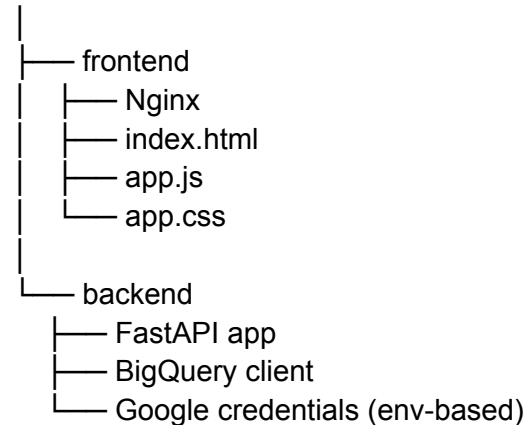 frontend
Nginx
index.html
app.js
app.css
backend
FastAPI app
BigQuery client
Google credentials (env-based)